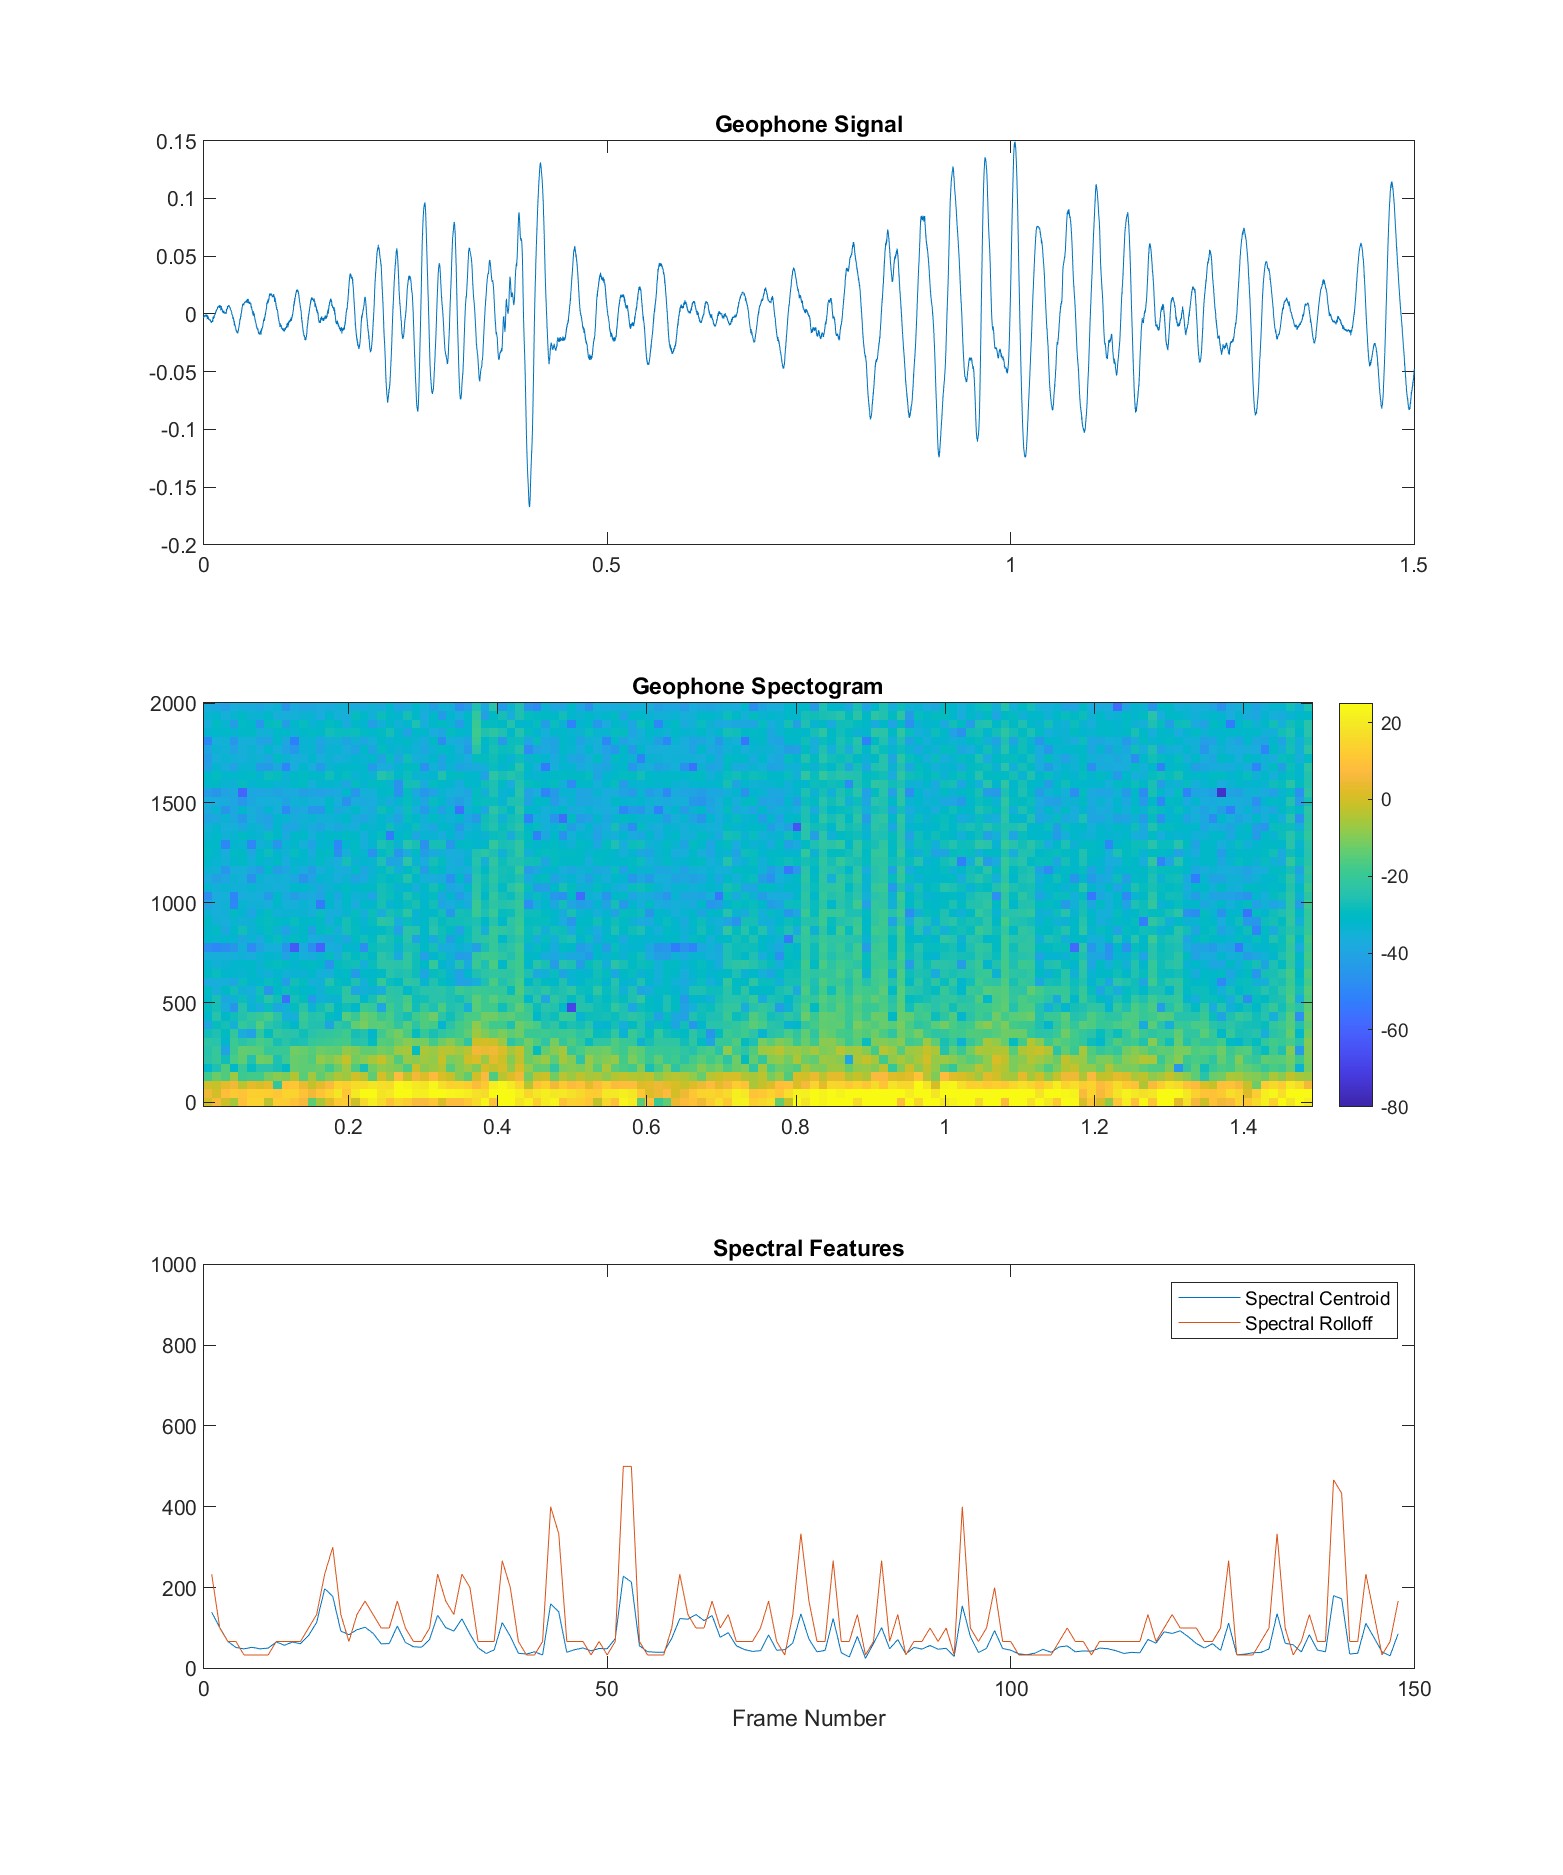 Geophone Signal
0.15
0.1
0.05
0
-0.05
-0.1
-0.15
-0.2
0 0.5 1 1.5
Geophone Spectogram
2000
1500
1000
500
0
0.2 0.4 0.6 0.8 1 1.2 1.4
20
0
-20
-40
-60
-80
Spectral Features
1000
800
600
400
200
0
Spectral Centroid
Spectral Rolloff
0 50 100 150
Frame Number